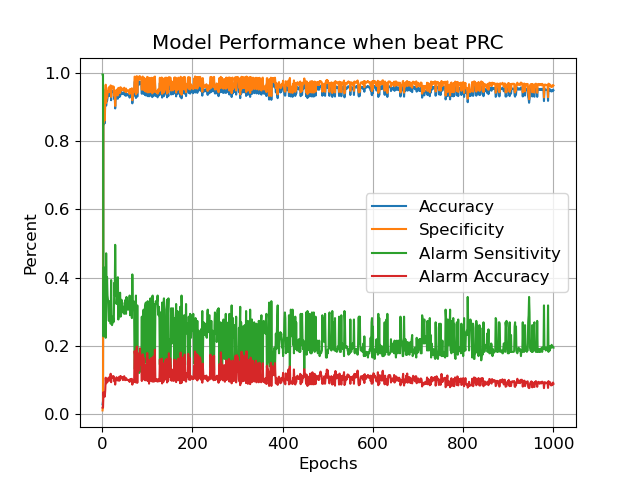 Model Performance when beat PRC
1.0
0.8
0.6
0.4
0.2
0.0
Percent
Accuracy
Specificity
Alarm Sensitivity
Alarm Accuracy
0 200 400 600 800 1000
Epochs